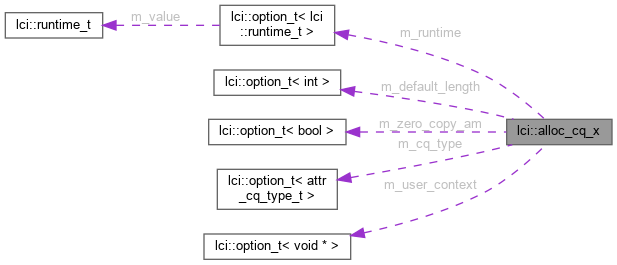 lci::runtime_t
m_value
lci::option_t< lci
::runtime_t >
m_runtime
lci::option_t< int >
m_default_length
lci::option_t< bool >
m_zero_copy_am
lci::alloc_cq_x
m_cq_type
lci::option_t< attr
_cq_type_t >
m_user_context
lci::option_t< void * >